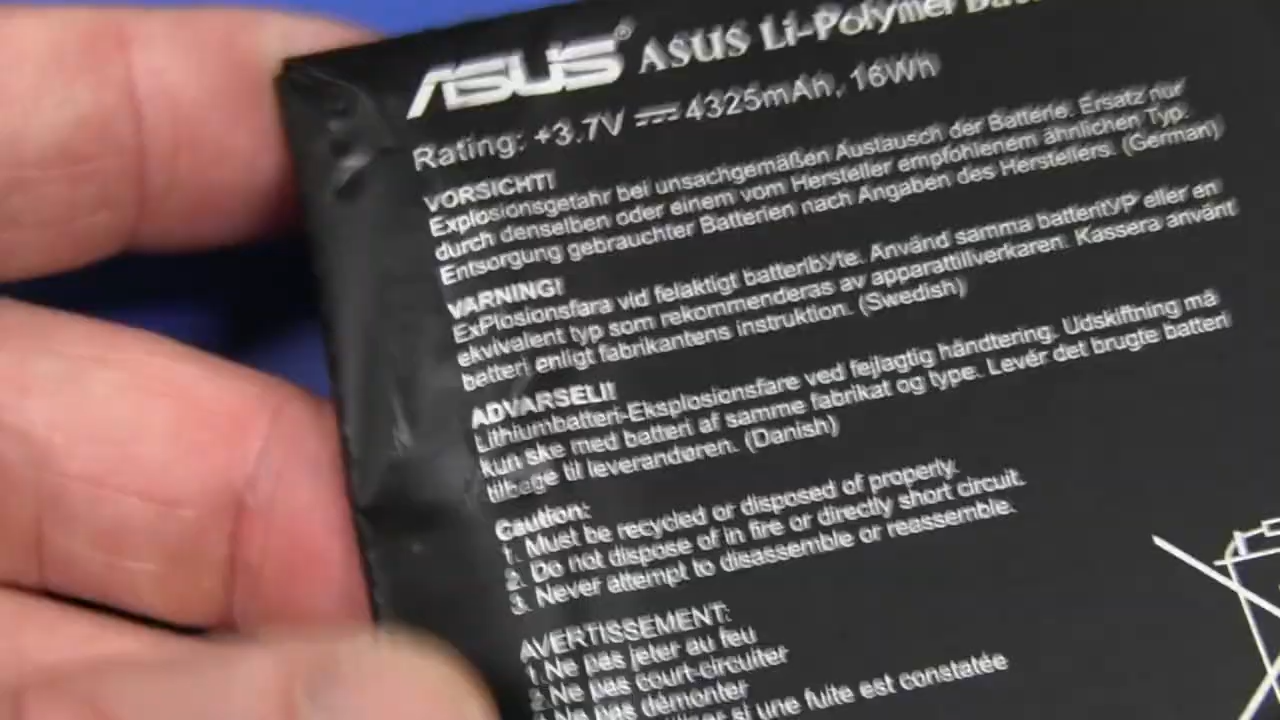 ASUS® ASUS Li-Polymer
Rating: +3.7V ⎓ 4325mAh, 16Wh
VORSICHT!
Explosionsgefahr bei unsachgemäßen Austausch der Batterie. Ersatz nur
durch denselben oder einem vom Hersteller empfohlenem ähnlichen Typ.
Entsorgung gebrauchter Batterien nach Angaben des Herstellers. (German)
VARNING!
ExPlosionsfara vid felaktigt batteribyte. Använd samma batterityP eller en
ekvivalent typ som rekommenderas av apparattillverkaren. Kassera använt
batteri enligt fabrikantens instruktion. (Swedish)
ADVARSELI!
Lithiumbatteri-Eksplosionsfare ved fejlagtig håndtering. Udskiftning må
kun ske med batteri af samme fabrikat og type. Levér det brugte batteri
tilbage til leverandøren. (Danish)
Caution:
1. Must be recycled or disposed of properly.
2. Do not dispose of in fire or directly short circuit.
3. Never attempt to disassemble or reassemble.
AVERTISSEMENT:
1.Ne pas jeter au feu
2.Ne pas court-circuiter
Ne pas démonter
si une fuite est constatée